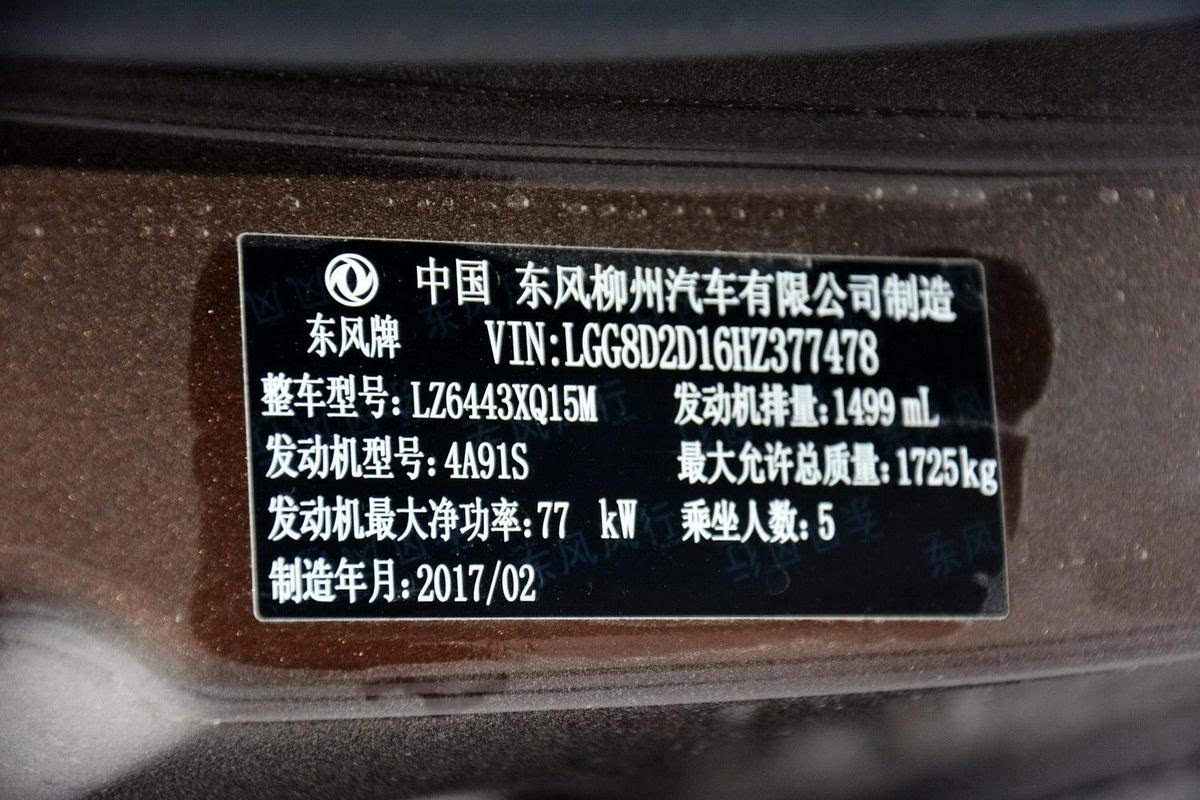 中国 东风柳州汽车有限公司制造
东风牌 VIN:LGG8D2D16HZ377478
整车型号:LZ6443XQ15M 发动机排量:1499 mL
发动机型号:4A91S 最大允许总质量:1725kg
发动机最大净功率:77 kW 乘坐人数:5
制造年月:2017/02